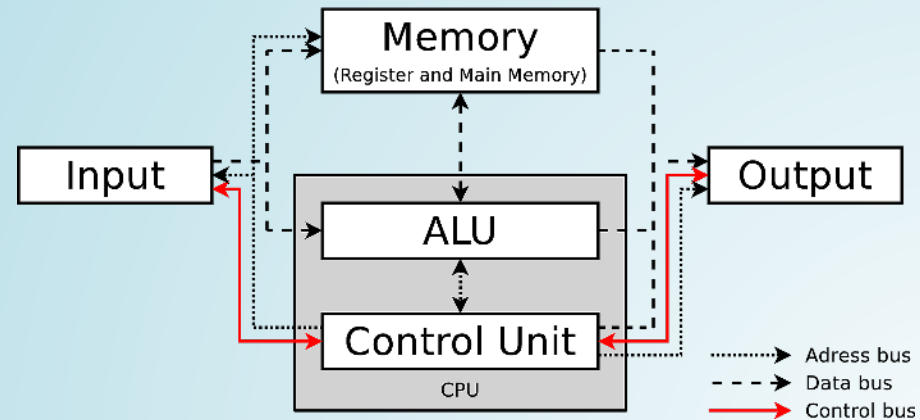 Memory
(Register and Main Memory)
Input
Output
ALU
Control Unit
CPU
Adress bus
Data bus
Control bus